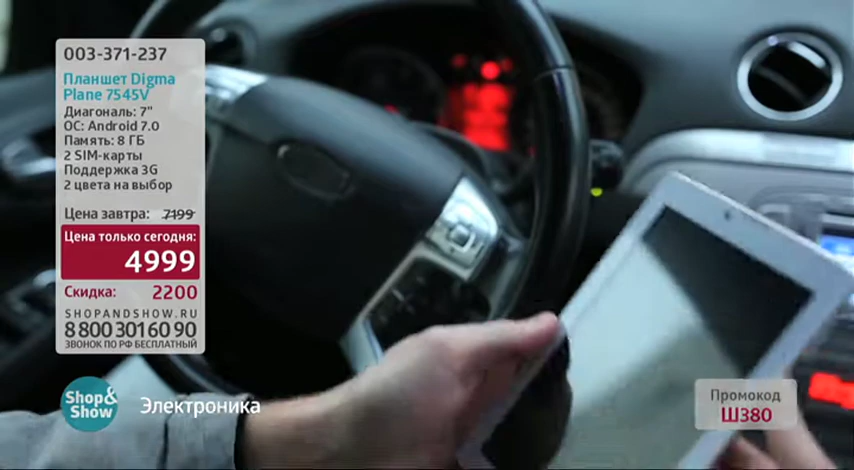 003-371-237
Планшет Digma
Plane 7545V
Диагональ: 7"
ОС: Android 7.0
Память: 8 ГБ
2 SIM-карты
Поддержка 3G
2 цвета на выбор
Цена завтра: 7199
Цена только сегодня:
4999
Скидка: 2200
SHOPANDSHOW.RU
8 800 301 60 90
ЗВОНОК ПО РФ БЕСПЛАТНЫЙ
Shop&
Show
Электроника
Промокод
Ш380